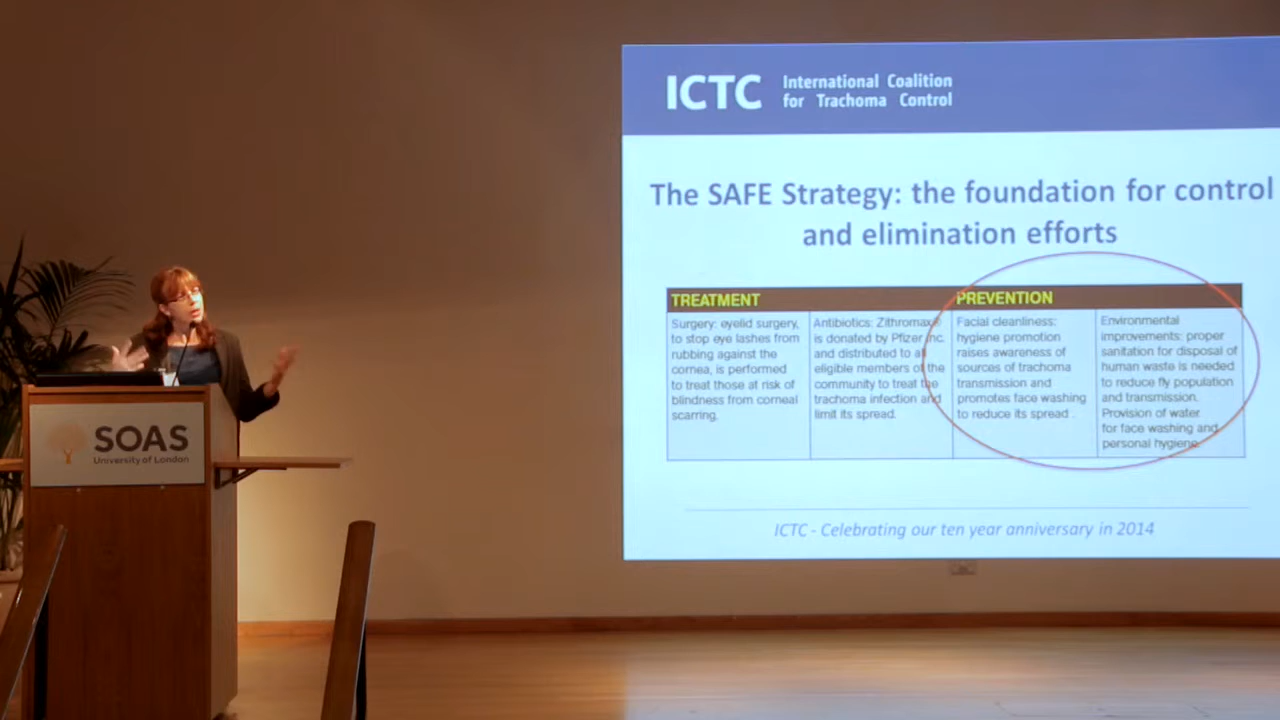 ICTC International Coalition
for Trachoma Control
The SAFE Strategy: the foundation for control
and elimination efforts
TREATMENT
PREVENTION
Surgery: eyelid surgery,
to stop eye lashes from
rubbing against the
cornea, is performed
to treat those at risk of
blindness from corneal
scarring.
Antibiotics: Zithromax®
is donated by Pfizer Inc.
and distributed to all
eligible members of the
community to treat the
trachoma infection and
limit its spread.
Facial cleanliness:
hygiene promotion
raises awareness of
sources of trachoma
transmission and
promotes face washing
to reduce its spread .
Environmental
improvements: proper
sanitation for disposal of
human waste is needed
to reduce fly population
and transmission.
Provision of water
for face washing and
personal hygiene.
ICTC - Celebrating our ten year anniversary in 2014
SOAS
University of London